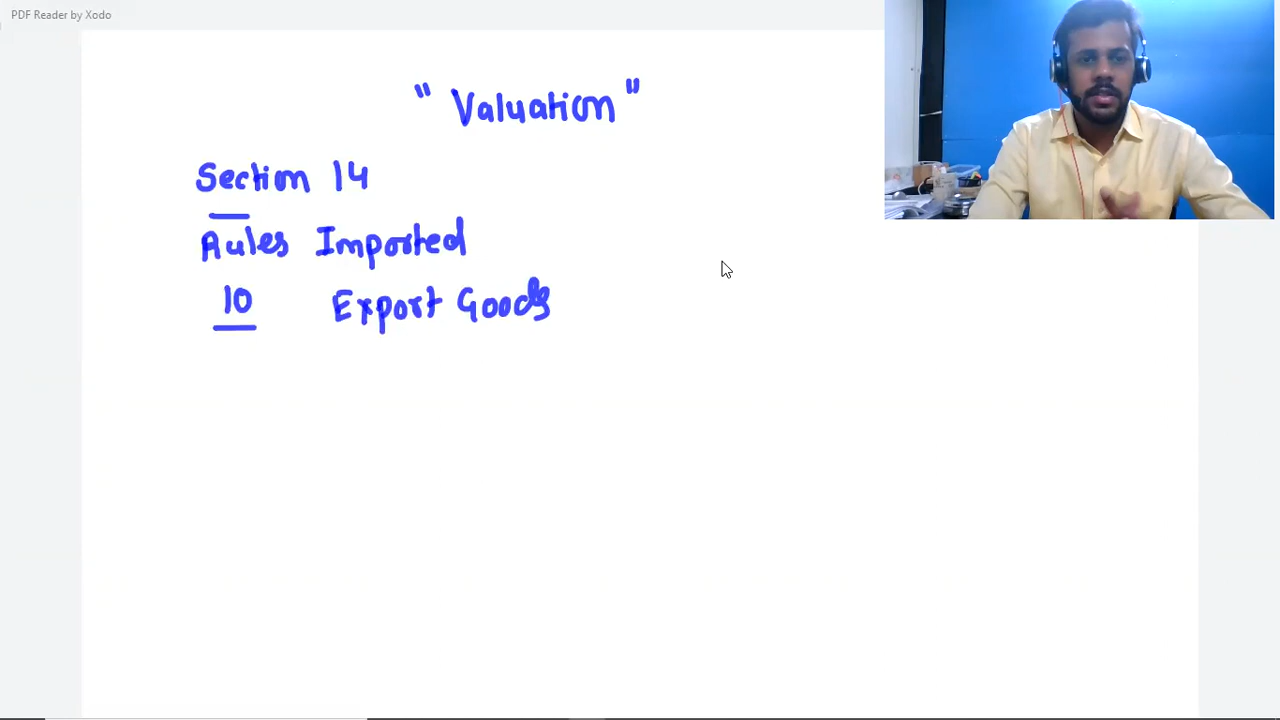 PDF Reader by Xodo
" Valuation "
Section 14
Rules Imported
10 Export Goods